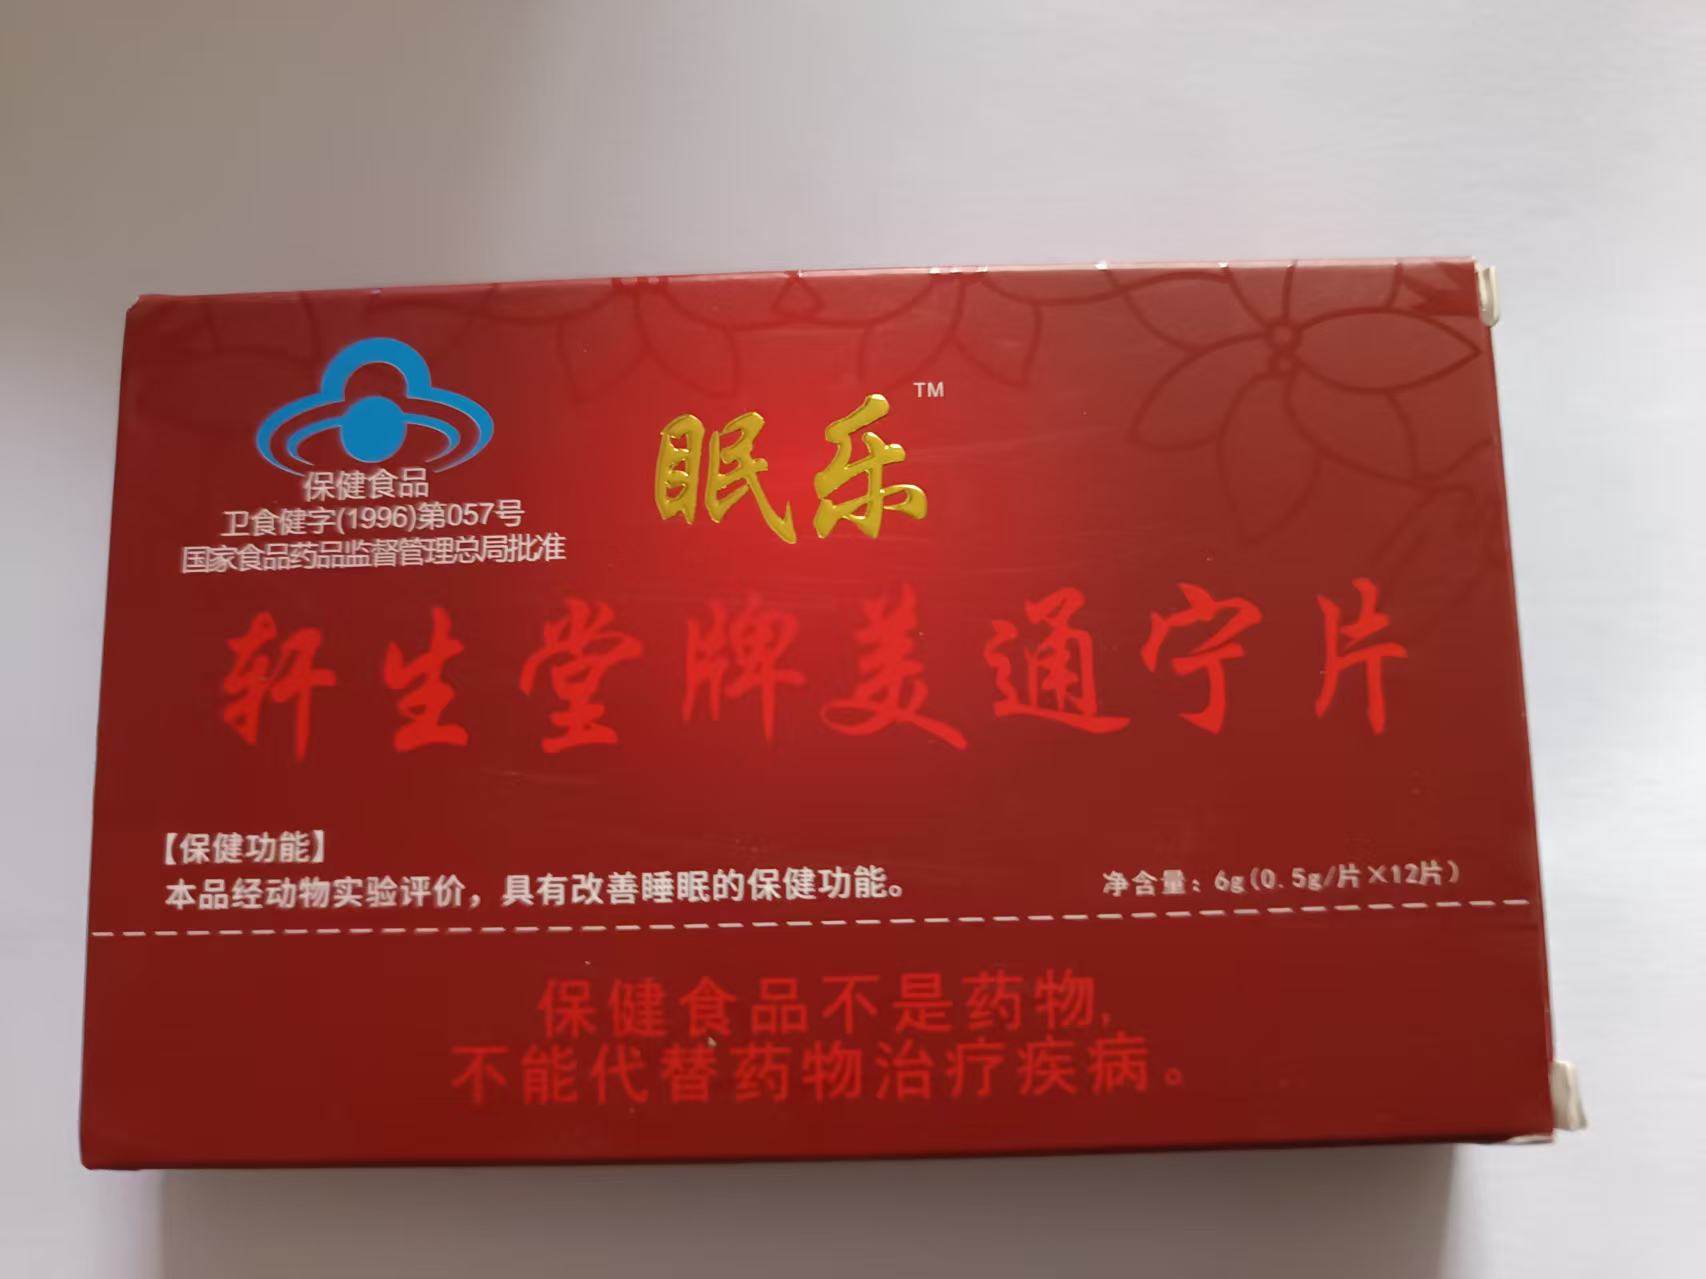 眠乐™
保健食品
卫食健字(1996)第057号
国家食品药品监督管理总局批准
轩生堂牌美通宁片
【保健功能】
本品经动物实验评价，具有改善睡眠的保健功能。
净含量：6g(0.5g/片×12片)
保健食品不是药物,
不能代替药物治疗疾病。